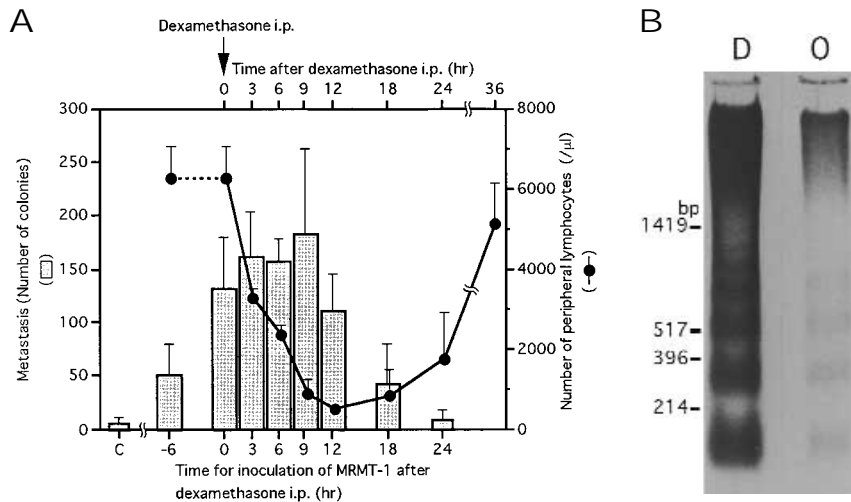 A
Dexamethasone i.p.
Time after dexamethasone i.p. (hr)
0 3 6 9 12 18 24 36
300
250
200
150
100
50
0
Metastasis (Number of colonies)
( )
8000
6000
4000
2000
0
Number of peripheral lymphocytes (/µl)
(–●–)
C -6 0 3 6 9 12 18 24
Time for inoculation of MRMT-1 after
dexamethasone i.p. (hr)
B
D O
bp
1419
517
396
214